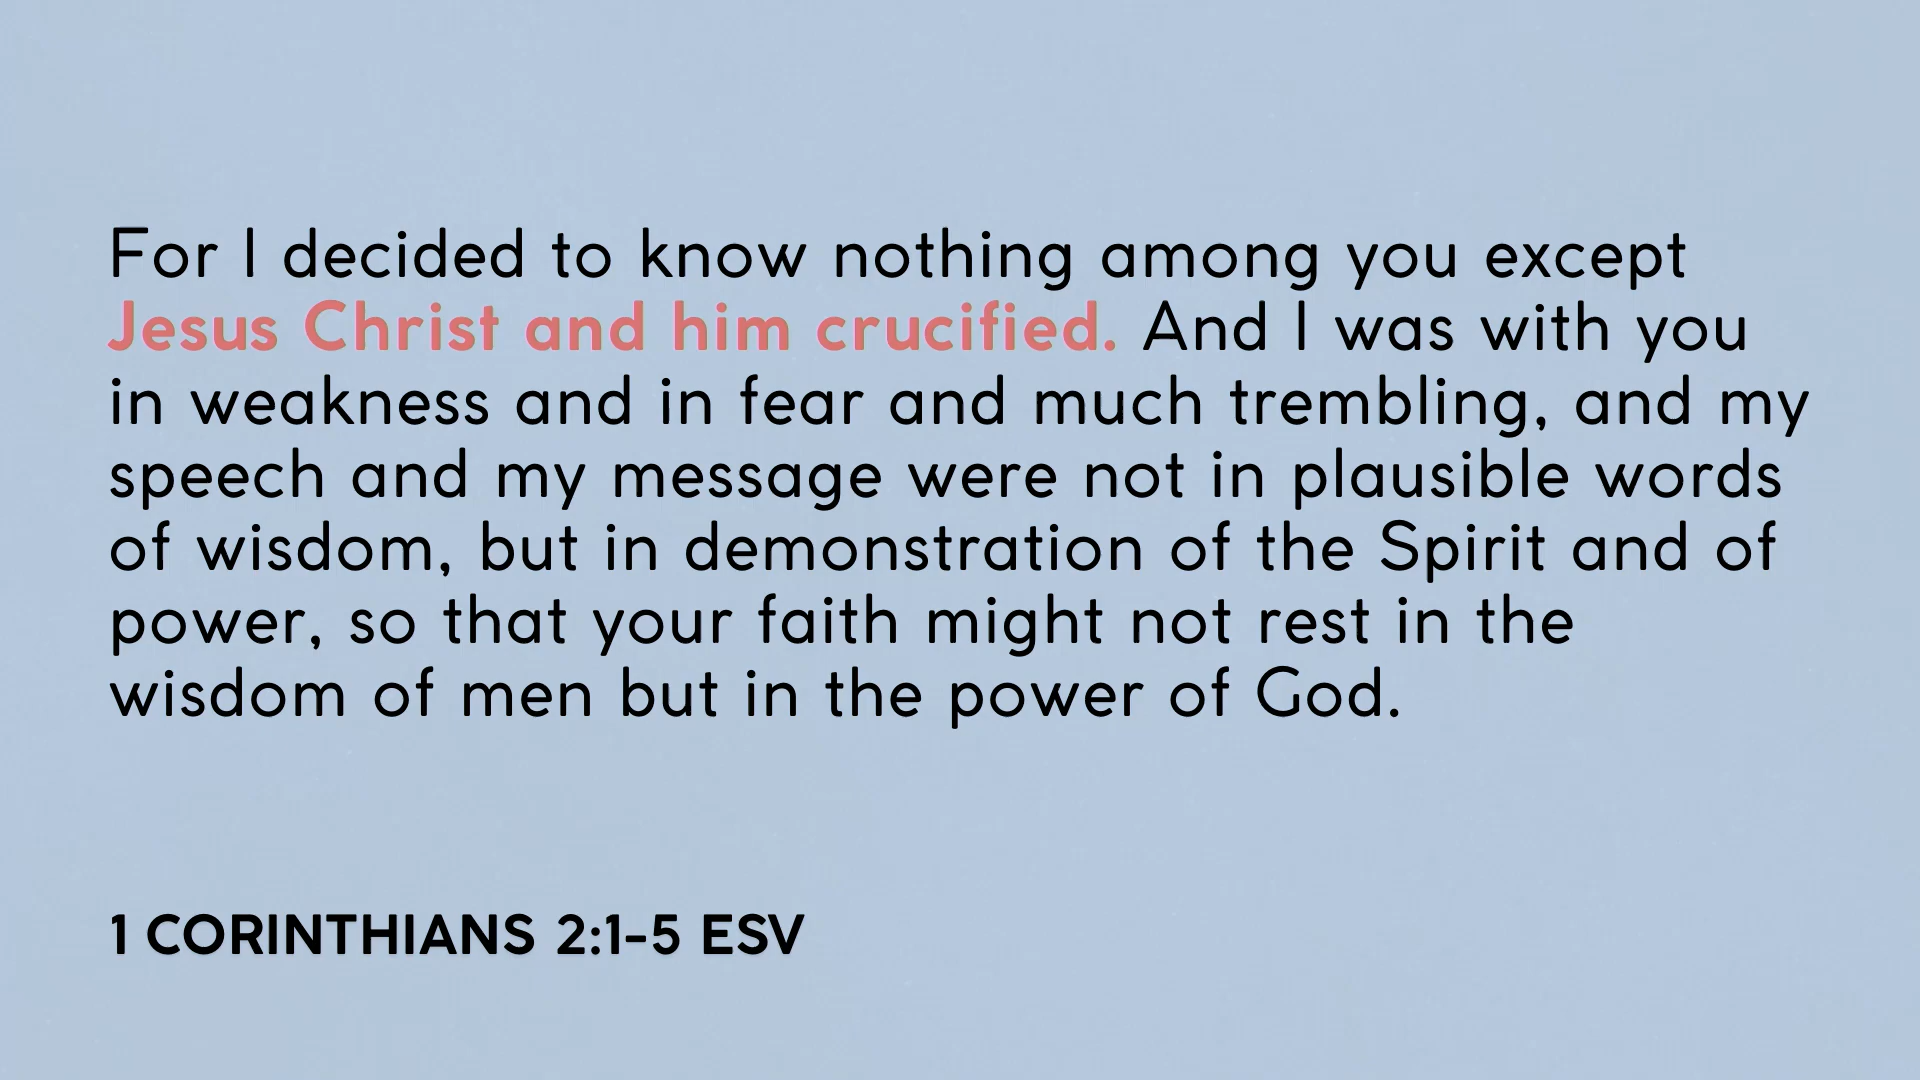 For I decided to know nothing among you except
Jesus Christ and him crucified. And I was with you
in weakness and in fear and much trembling, and my
speech and my message were not in plausible words
of wisdom, but in demonstration of the Spirit and of
power, so that your faith might not rest in the
wisdom of men but in the power of God.
1 CORINTHIANS 2:1-5 ESV